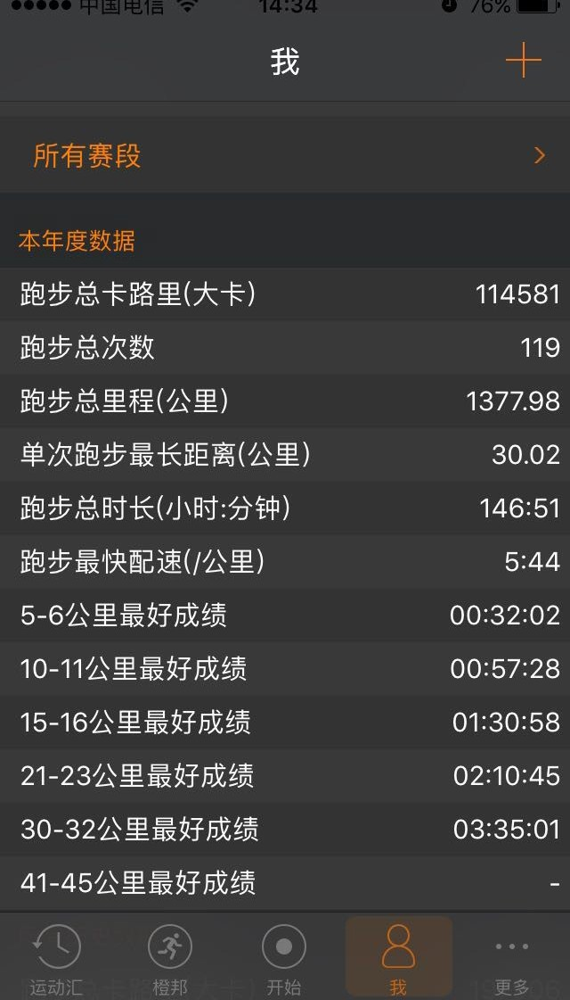 中国电信 14:34 76%
我
所有赛段
本年度数据
跑步总卡路里(大卡) 114581
跑步总次数 119
跑步总里程(公里) 1377.98
单次跑步最长距离(公里) 30.02
跑步总时长(小时:分钟) 146:51
跑步最快配速(/公里) 5:44
5-6公里最好成绩 00:32:02
10-11公里最好成绩 00:57:28
15-16公里最好成绩 01:30:58
21-23公里最好成绩 02:10:45
30-32公里最好成绩 03:35:01
41-45公里最好成绩 -
运动汇 橙邦 开始 我 更多